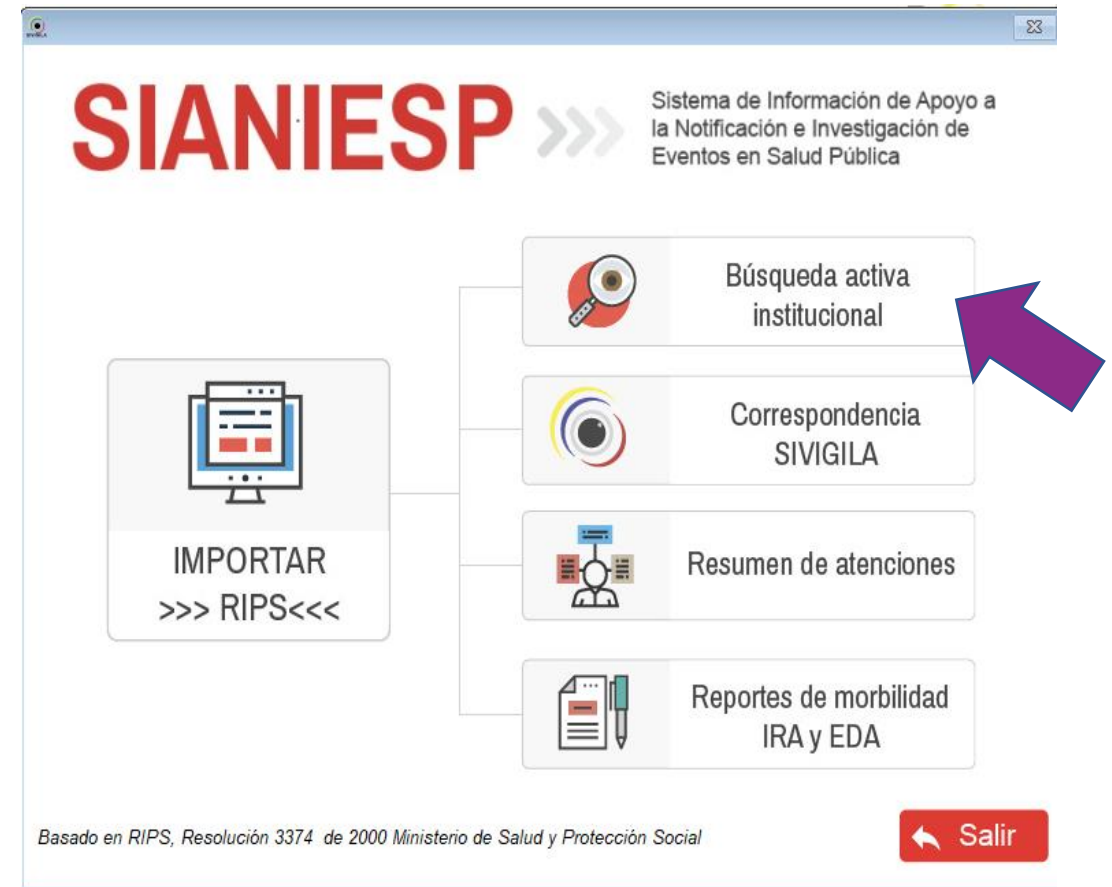 SIANIESP
Sistema de Información de Apoyo a
la Notificación e Investigación de
Eventos en Salud Pública
Búsqueda activa
institucional
Correspondencia
SIVIGILA
IMPORTAR
>>> RIPS<<<
Resumen de atenciones
Reportes de morbilidad
IRA y EDA
Basado en RIPS, Resolución 3374 de 2000 Ministerio de Salud y Protección Social
Salir